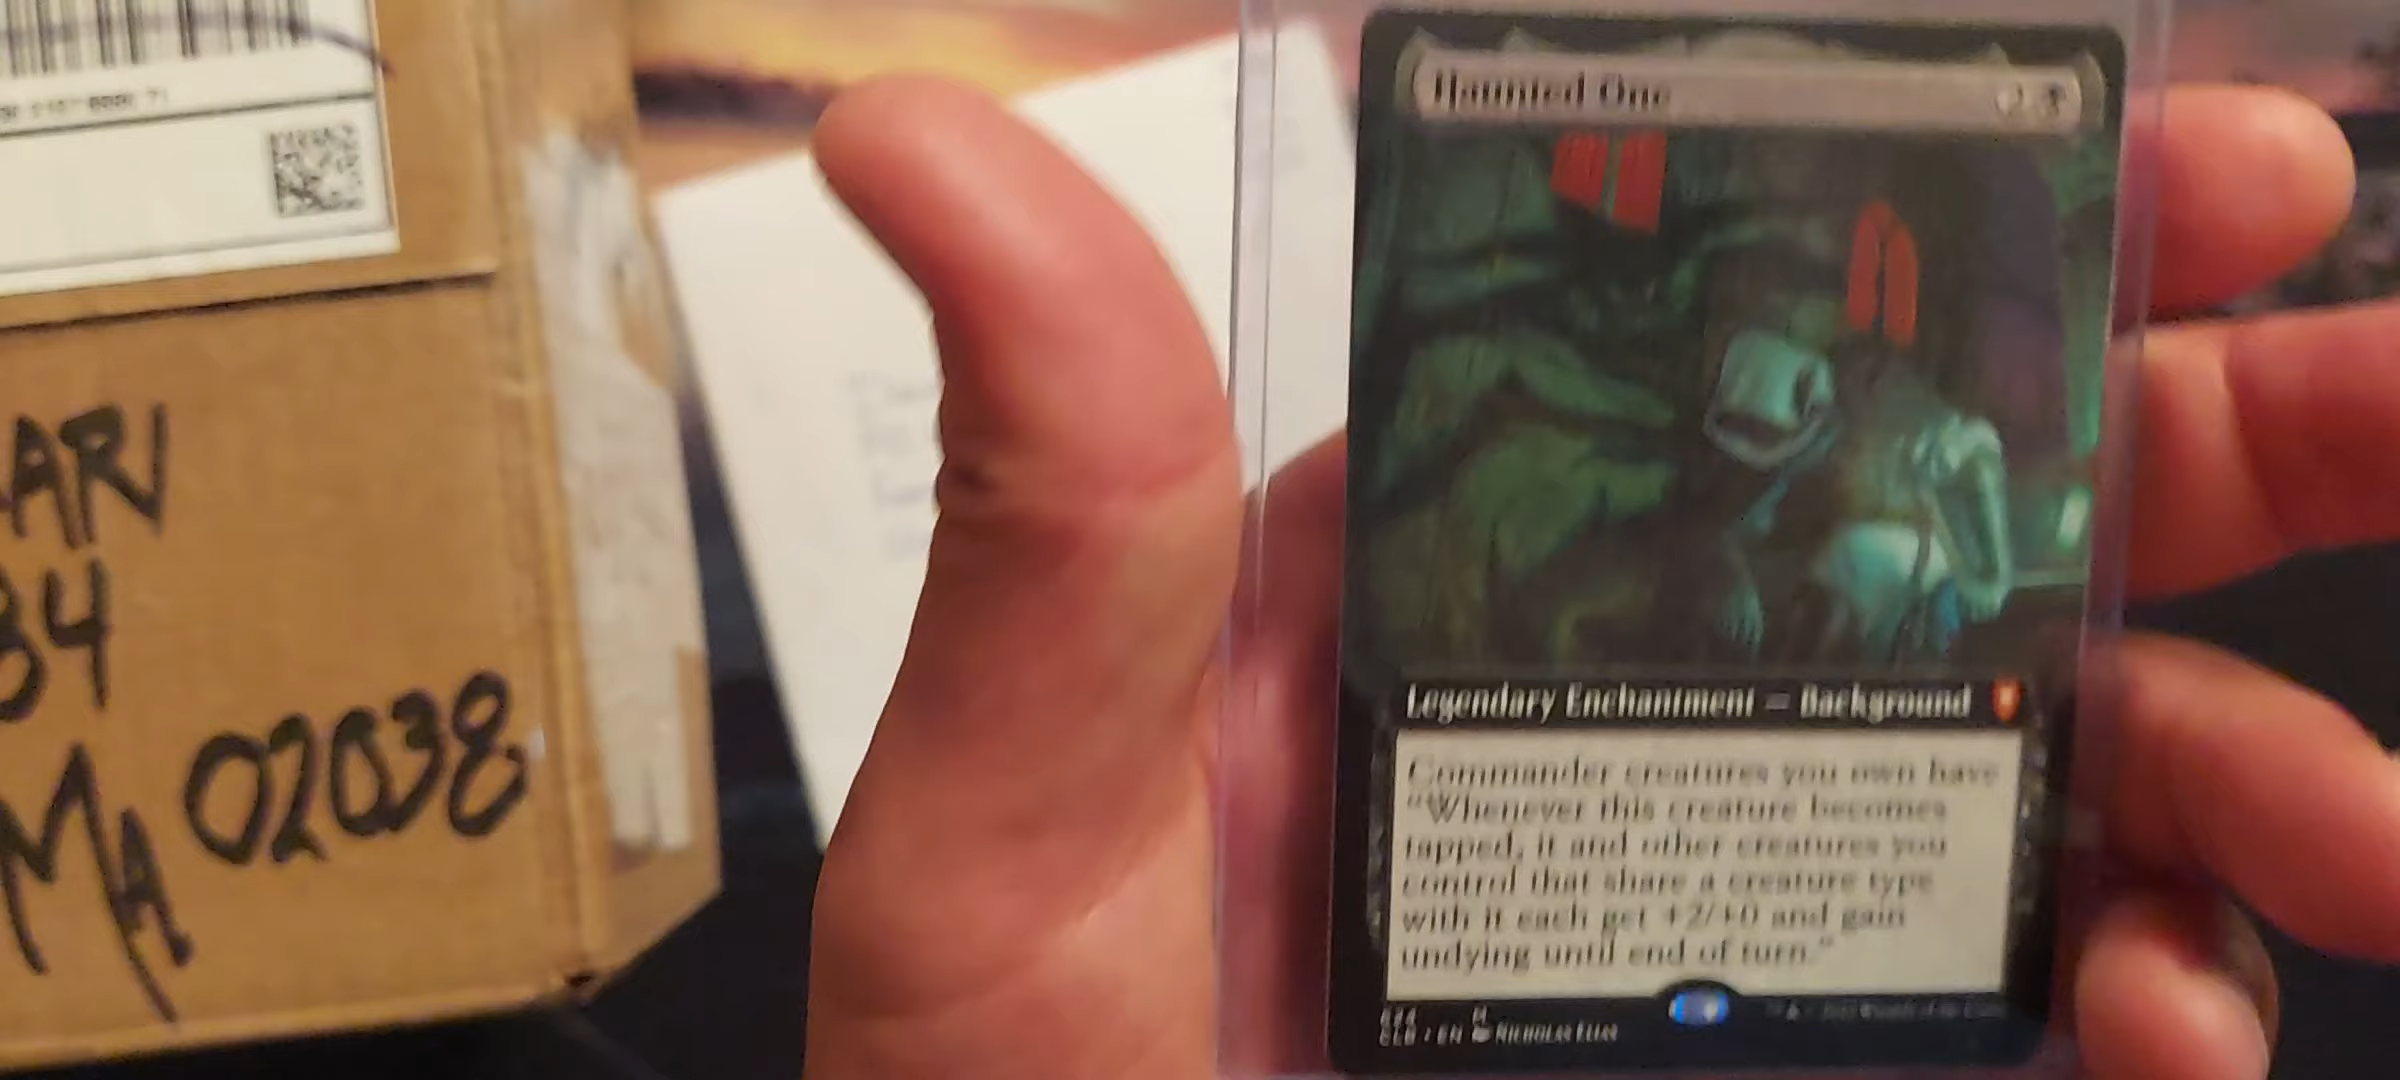 ARI
84
MA 02038
Haunted One
2
Legendary Enchantment — Background
Commander creatures you own have
“Whenever this creature becomes
tapped, it and other creatures you
control that share a creature type
with it each get +2/+0 and gain
undying until end of turn.”
M
CLB • EN NICHOLAS ELIAS